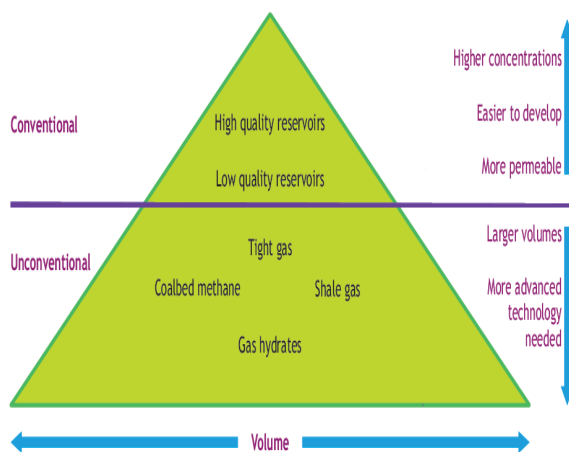 Higher concentrations
Conventional
High quality reservoirs
Easier to develop
Low quality reservoirs
More permeable
Unconventional
Tight gas
Larger volumes
Coalbed methane
Shale gas
More advanced
technology
needed
Gas hydrates
Volume